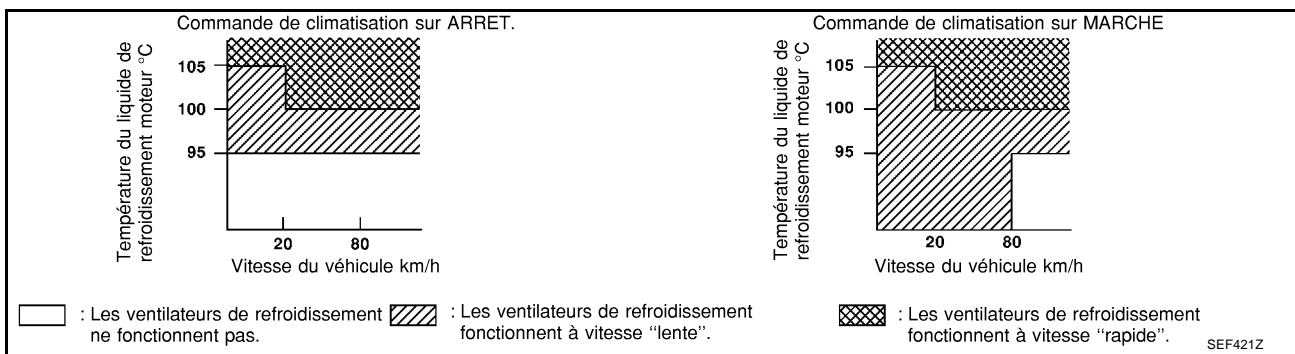 Commande de climatisation sur ARRET.
Température du liquide de
refroidissement moteur °C
105
100
95
20
80
Vitesse du véhicule km/h
Commande de climatisation sur MARCHE
Température du liquide de
refroidissement moteur °C
105
100
95
20
80
Vitesse du véhicule km/h
: Les ventilateurs de refroidissement
ne fonctionnent pas.
: Les ventilateurs de refroidissement
fonctionnent à vitesse “lente”.
: Les ventilateurs de refroidissement
fonctionnent à vitesse “rapide”.
SEF421Z